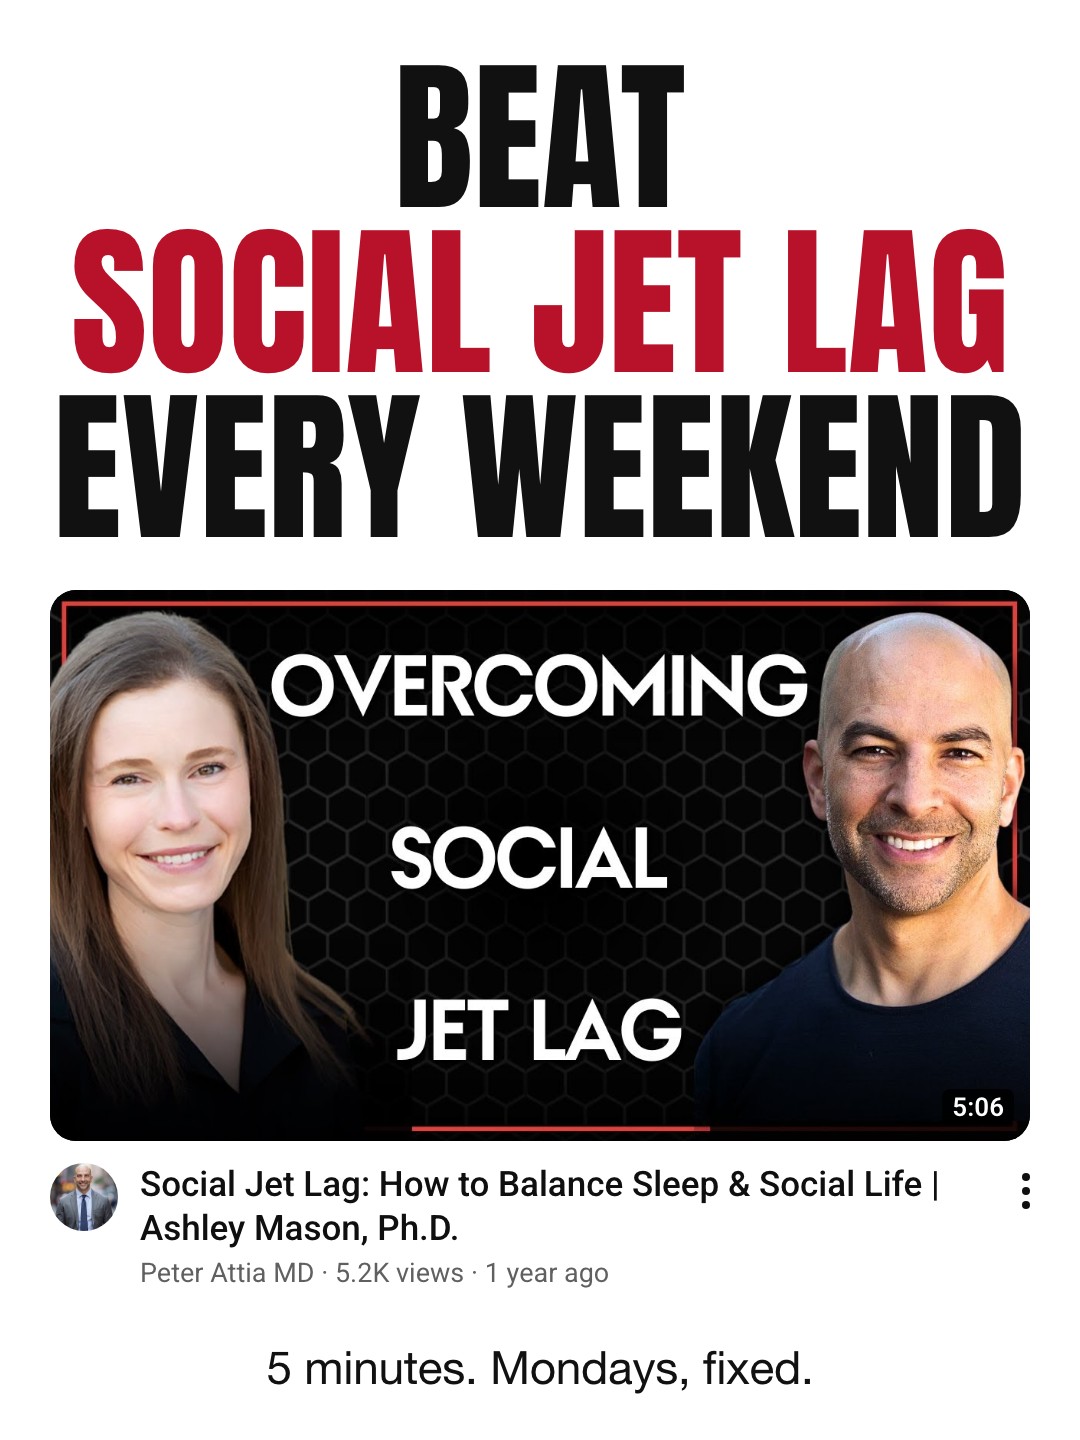 BEAT
SOCIAL JET LAG
EVERY WEEKEND
OVERCOMING
SOCIAL
JET LAG
5:06
Social Jet Lag: How to Balance Sleep & Social Life |
Ashley Mason, Ph.D.
Peter Attia MD · 5.2K views · 1 year ago
5 minutes. Mondays, fixed.